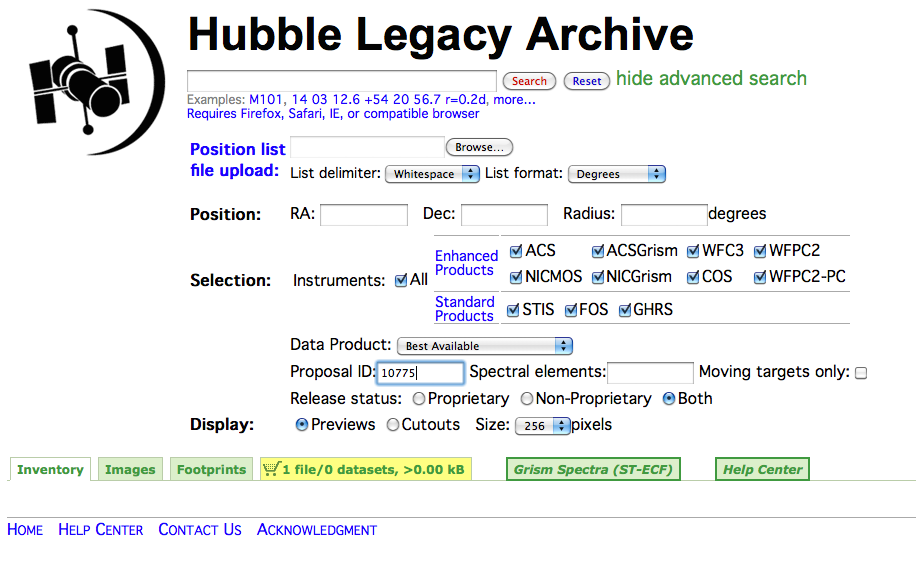 Hubble Legacy Archive
Search Reset hide advanced search
Examples: M101, 14 03 12.6 +54 20 56.7 r=0.2d, more...
Requires Firefox, Safari, IE, or compatible browser
Position list Browse...
file upload: List delimiter: Whitespace List format: Degrees
Position: RA: Dec: Radius: degrees
Enhanced Products ACS ACSGrism WFC3 WFPC2
Selection: Instruments: All NICMOS NICGrism COS WFPC2-PC
Standard Products STIS FOS GHRS
Data Product: Best Available
Proposal ID: 10775 Spectral elements: Moving targets only:
Release status: Proprietary Non-Proprietary Both
Display: Previews Cutouts Size: 256 pixels
Inventory Images Footprints 1 file/0 datasets, >0.00 kB Grism Spectra (ST-ECF) Help Center
Home Help Center Contact Us Acknowledgment